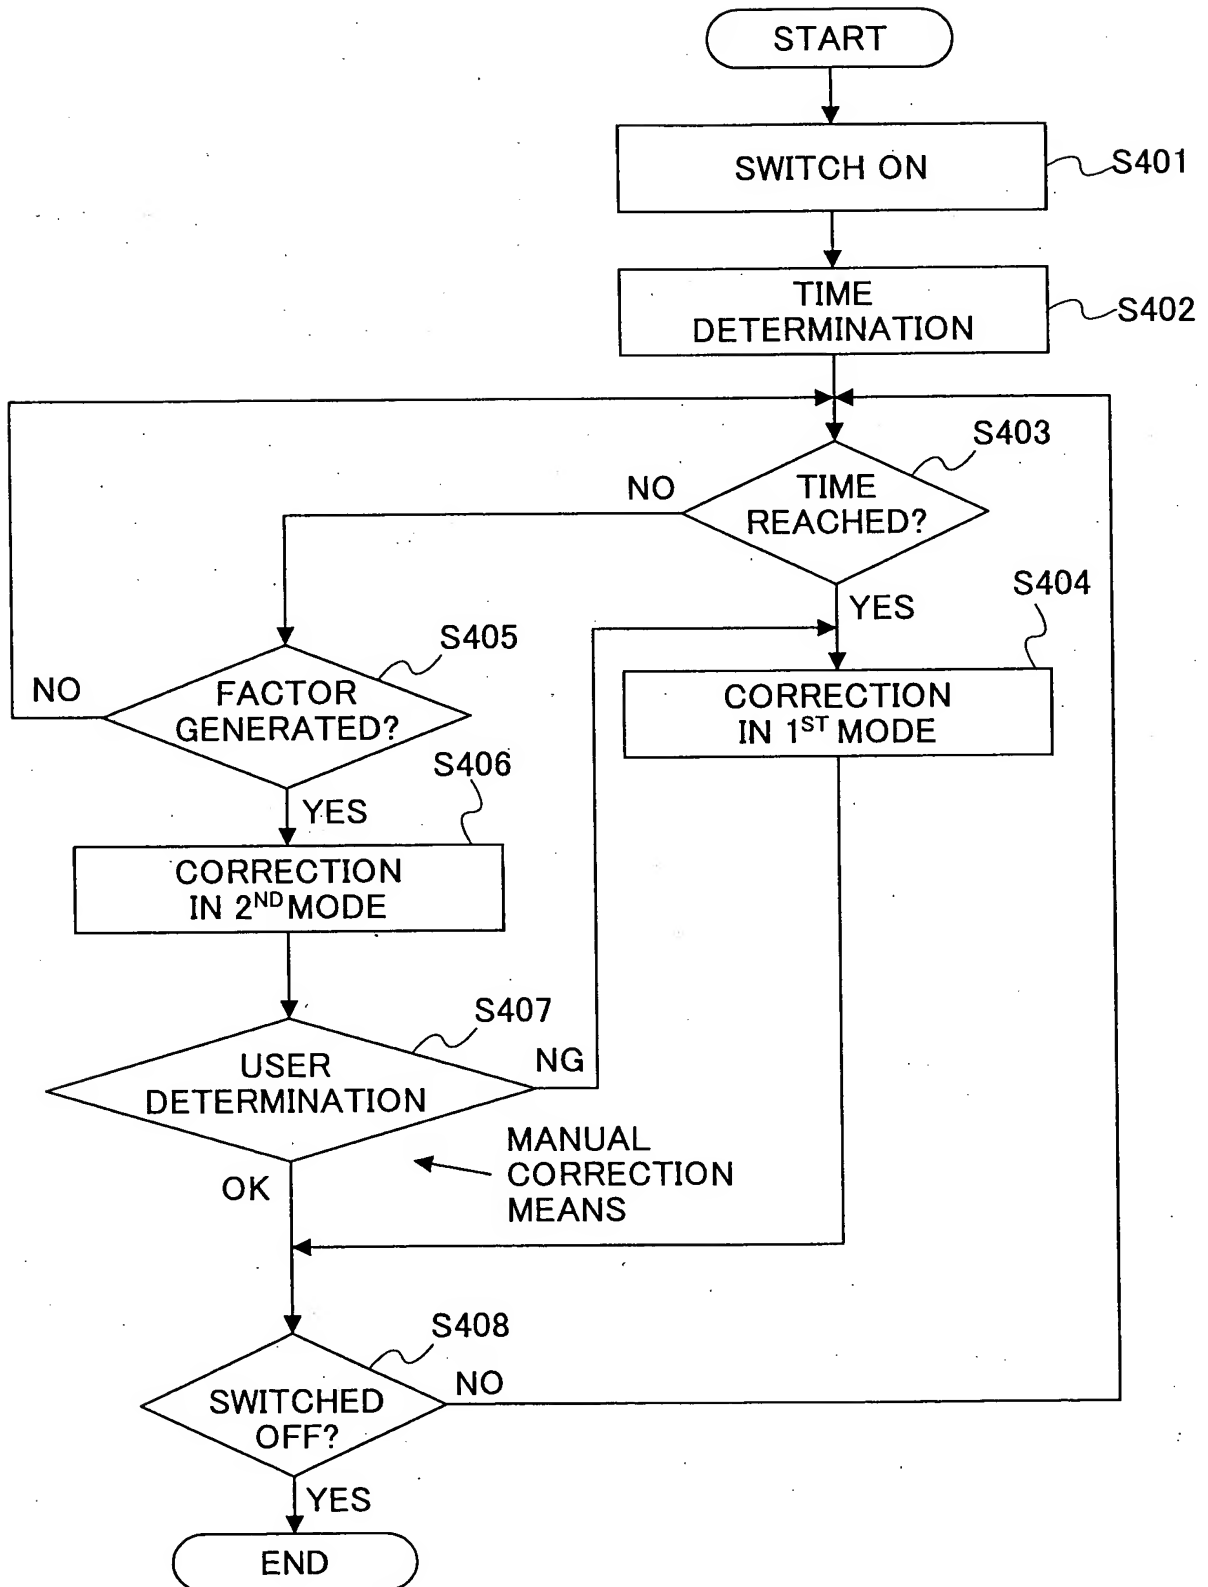 START
SWITCH ON
S401
TIME
DETERMINATION
S402
S403
NO
TIME
REACHED?
S404
YES
S405
NO
FACTOR
GENERATED?
CORRECTION
IN 1ST MODE
S406
YES
CORRECTION
IN 2ND MODE
S407
USER
DETERMINATION
NG
MANUAL
CORRECTION
MEANS
OK
S408
SWITCHED
OFF?
NO
YES
END